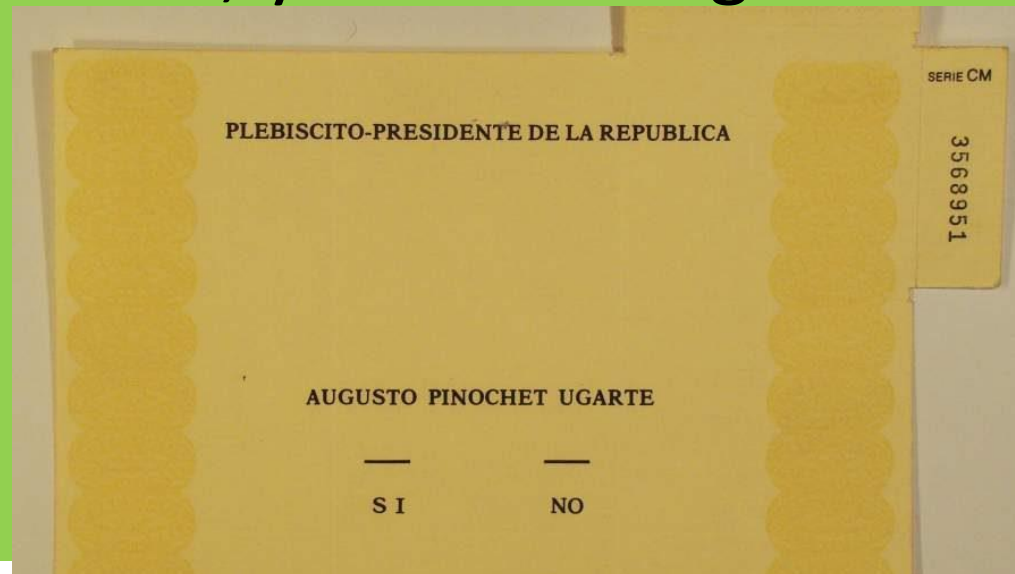 PLEBISCITO-PRESIDENTE DE LA REPUBLICA
SERIE CM
3568951
AUGUSTO PINOCHET UGARTE
S I NO